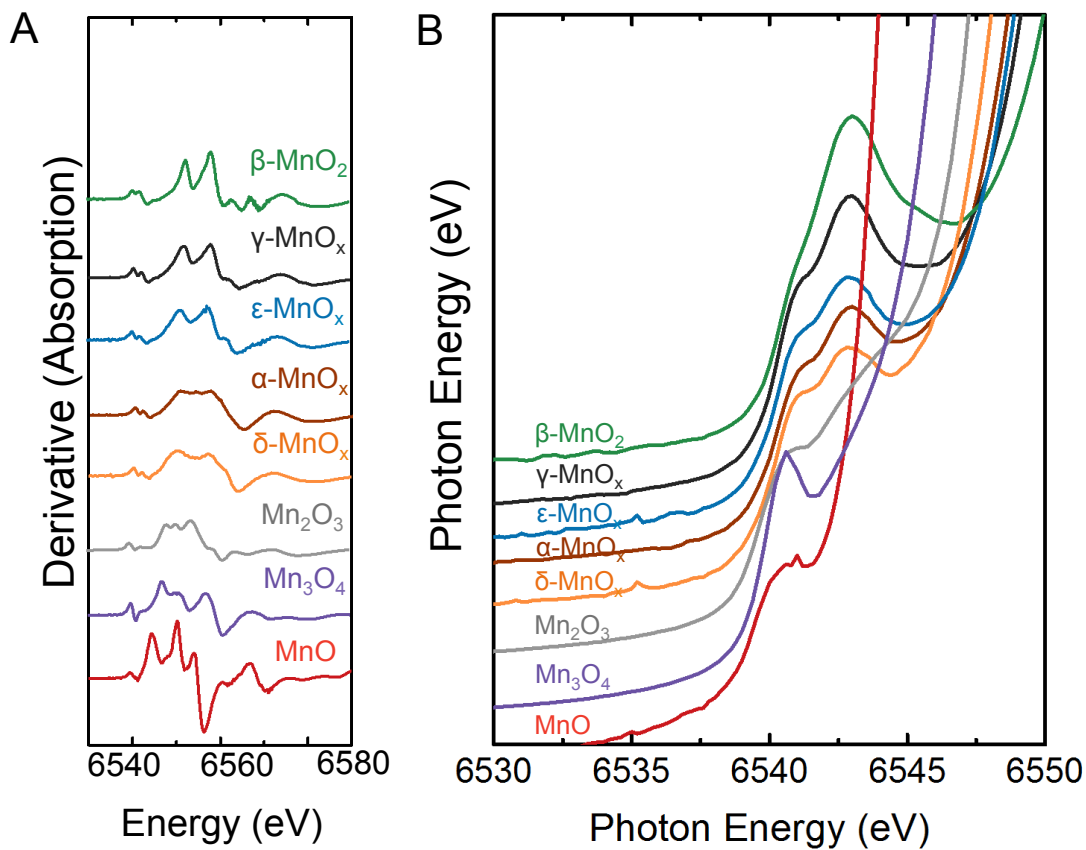 A
Derivative (Absorption)
β-MnO₂
γ-MnOₓ
ε-MnOₓ
α-MnOₓ
δ-MnOₓ
Mn₂O₃
Mn₃O₄
MnO
6540 6560 6580
Energy (eV)
B
Photon Energy (eV)
β-MnO₂
γ-MnOₓ
ε-MnOₓ
α-MnOₓ
δ-MnOₓ
Mn₂O₃
Mn₃O₄
MnO
6530 6535 6540 6545 6550
Photon Energy (eV)